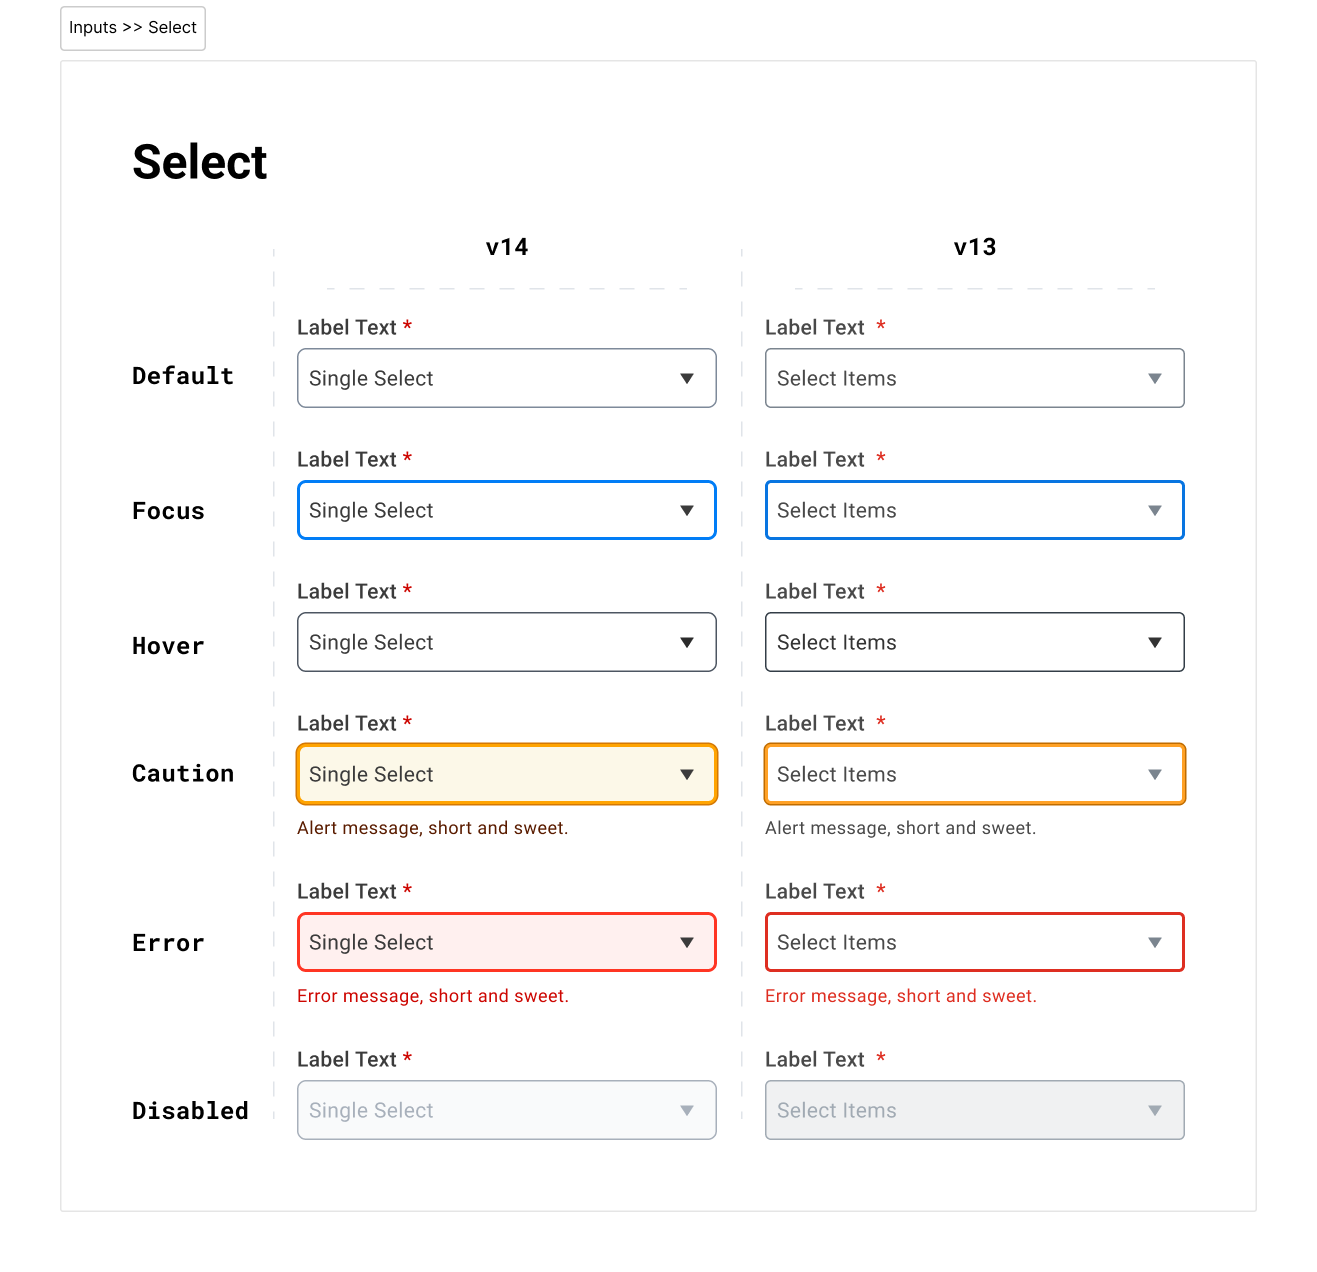 Inputs >> Select
Select
v14 v13
Label Text * Label Text *
Default Single Select Select Items
Label Text * Label Text *
Focus Single Select Select Items
Label Text * Label Text *
Hover Single Select Select Items
Label Text * Label Text *
Caution Single Select Select Items
Alert message, short and sweet. Alert message, short and sweet.
Label Text * Label Text *
Error Single Select Select Items
Error message, short and sweet. Error message, short and sweet.
Label Text * Label Text *
Disabled Single Select Select Items